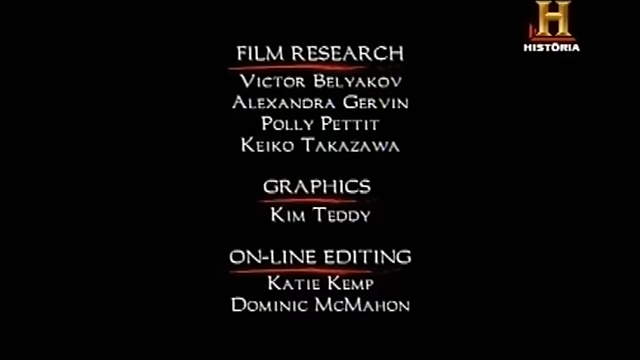 H
HISTÓRIA
FILM RESEARCH
VICTOR BELYAKOV
ALEXANDRA GERVIN
POLLY PETTIT
KEIKO TAKAZAWA
GRAPHICS
KIM TEDDY
ON-LINE EDITING
KATIE KEMP
DOMINIC MCMAHON